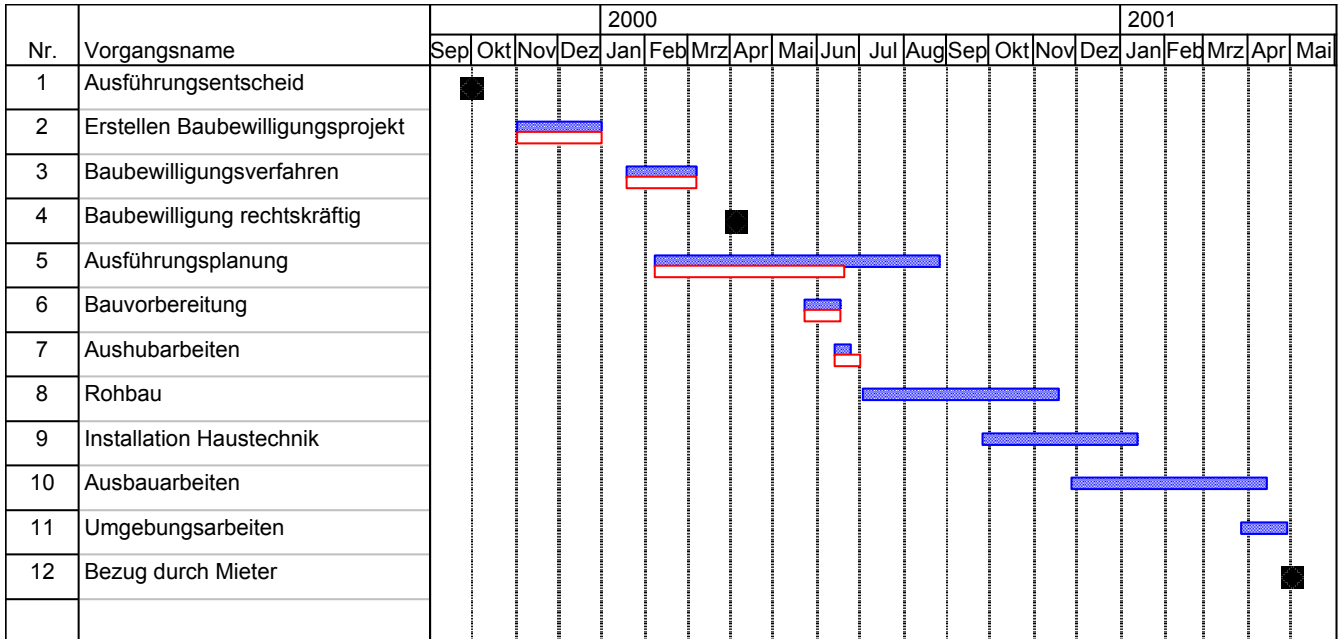 2000 2001
Nr. Vorgangsname Sep Okt Nov Dez Jan Feb Mrz Apr Mai Jun Jul Aug Sep Okt Nov Dez Jan Feb Mrz Apr Mai
1 Ausführungsentscheid
2 Erstellen Baubewilligungsprojekt
3 Baubewilligungsverfahren
4 Baubewilligung rechtskräftig
5 Ausführungsplanung
6 Bauvorbereitung
7 Aushubarbeiten
8 Rohbau
9 Installation Haustechnik
10 Ausbauarbeiten
11 Umgebungsarbeiten
12 Bezug durch Mieter